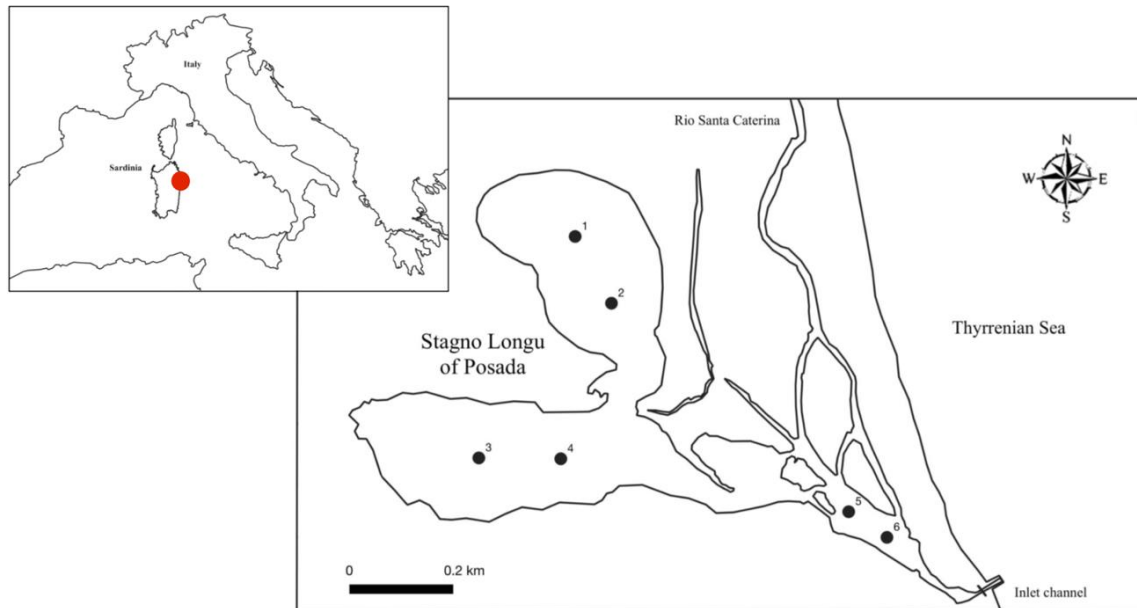 Italy
Sardinia
Rio Santa Caterina
N
W E
S
1
2
Thyrrenian Sea
Stagno Longu
of Posada
3
4
5
6
0 0.2 km
Inlet channel